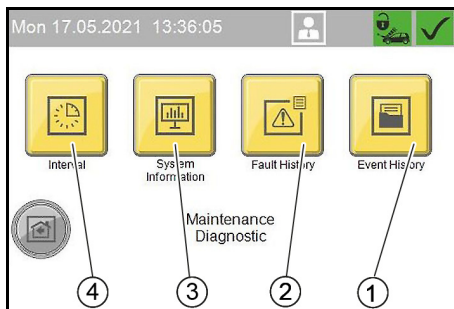 Mon 17.05.2021 13:36:05
Interval
System
Information
Fault History
Event History
Maintenance
Diagnostic
4
3
2
1